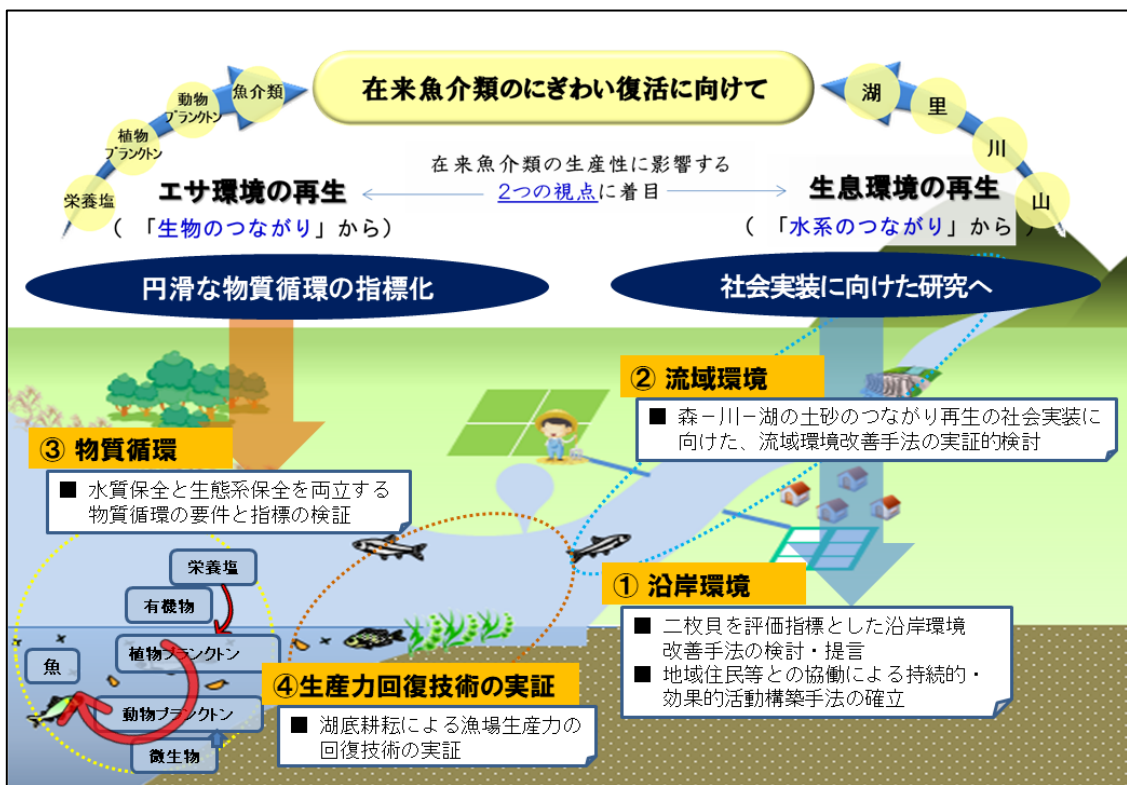 在来魚介類のにぎわい復活に向けて
魚介類
動物
プランクトン
植物
プランクトン
栄養塩
湖
里
川
山
在来魚介類の生産性に影響する
2つの視点に着目
エサ環境の再生
(「生物のつながり」から)
生息環境の再生
(「水系のつながり」から)
円滑な物質循環の指標化
社会実装に向けた研究へ
② 流域環境
■ 森－川－湖の土砂のつながり再生の社会実装に
向けた、流域環境改善手法の実証的検討
③ 物質循環
■ 水質保全と生態系保全を両立する
物質循環の要件と指標の検証
栄養塩
有機物
植物プランクトン
魚
動物プランクトン
微生物
① 沿岸環境
■ 二枚貝を評価指標とした沿岸環境
改善手法の検討・提言
■ 地域住民等との協働による持続的・
効果的活動構築手法の確立
④生産力回復技術の実証
■ 湖底耕耘による漁場生産力の
回復技術の実証